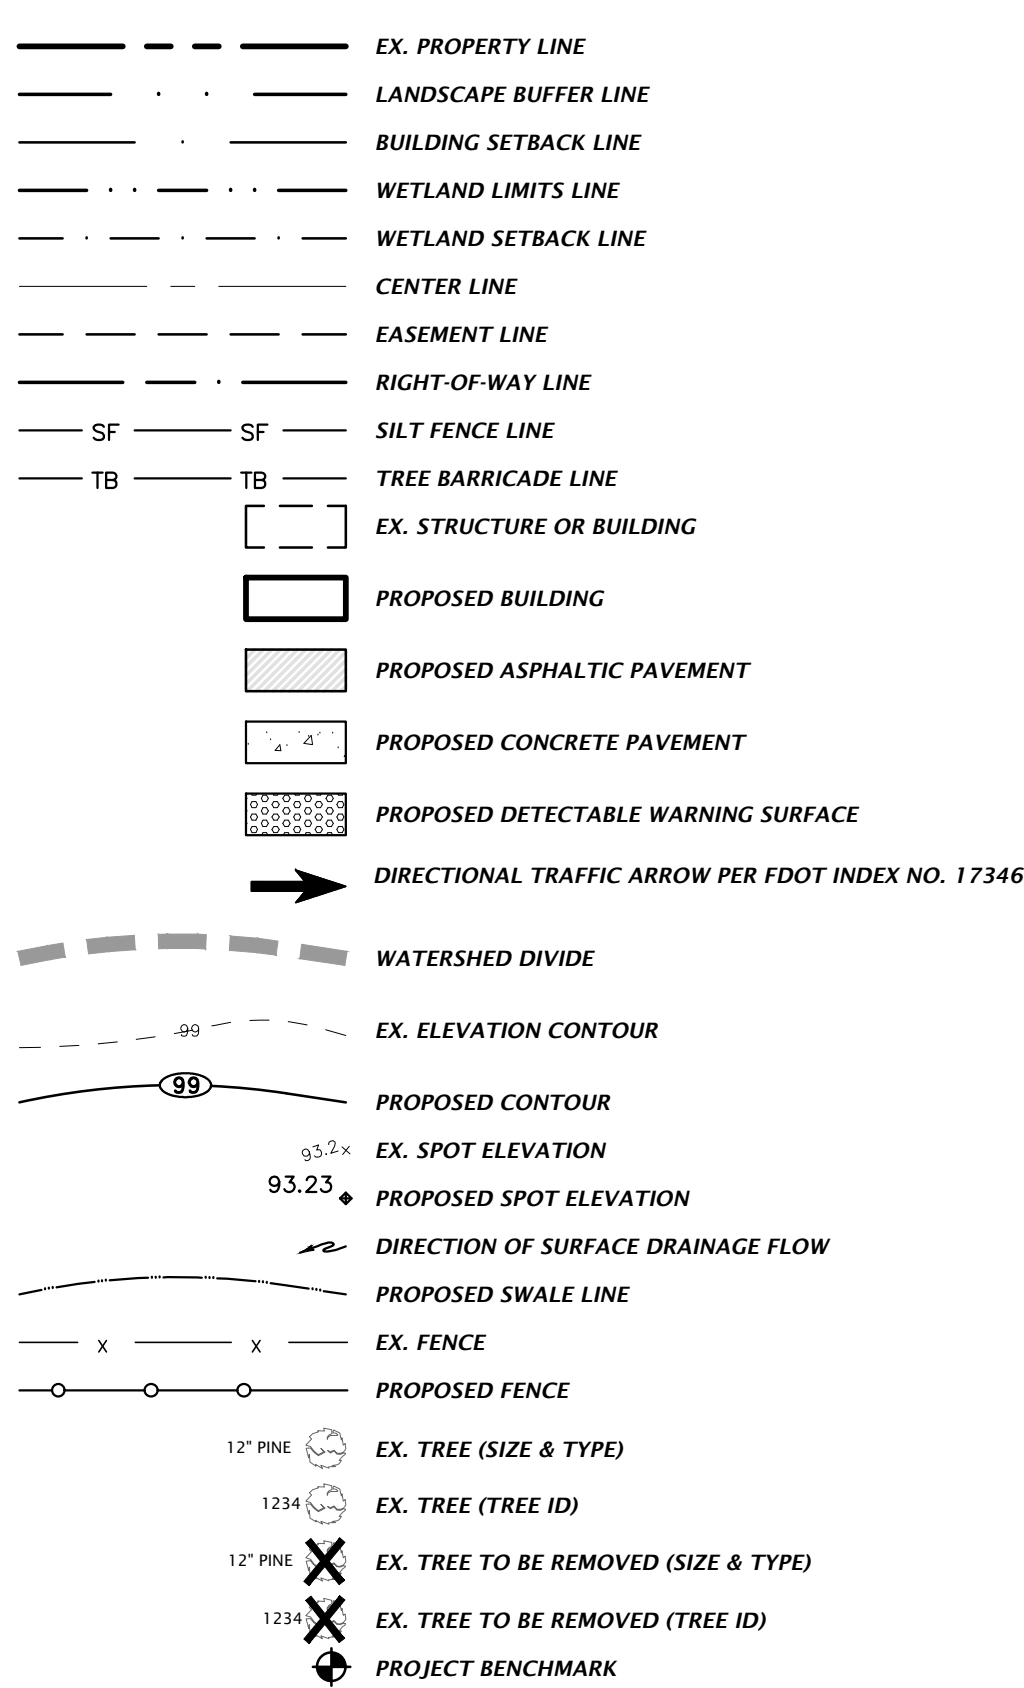 EX. PROPERTY LINE
LANDSCAPE BUFFER LINE
BUILDING SETBACK LINE
WETLAND LIMITS LINE
WETLAND SETBACK LINE
CENTER LINE
EASEMENT LINE
RIGHT-OF-WAY LINE
SF SF SILT FENCE LINE
TB TB TREE BARRICADE LINE
EX. STRUCTURE OR BUILDING
PROPOSED BUILDING
PROPOSED ASPHALTIC PAVEMENT
PROPOSED CONCRETE PAVEMENT
PROPOSED DETECTABLE WARNING SURFACE
DIRECTIONAL TRAFFIC ARROW PER FDOT INDEX NO. 17346
WATERSHED DIVIDE
99 EX. ELEVATION CONTOUR
99 PROPOSED CONTOUR
93.2x EX. SPOT ELEVATION
93.23 PROPOSED SPOT ELEVATION
DIRECTION OF SURFACE DRAINAGE FLOW
PROPOSED SWALE LINE
x x EX. FENCE
PROPOSED FENCE
12" PINE EX. TREE (SIZE & TYPE)
1234 EX. TREE (TREE ID)
12" PINE EX. TREE TO BE REMOVED (SIZE & TYPE)
1234 EX. TREE TO BE REMOVED (TREE ID)
PROJECT BENCHMARK